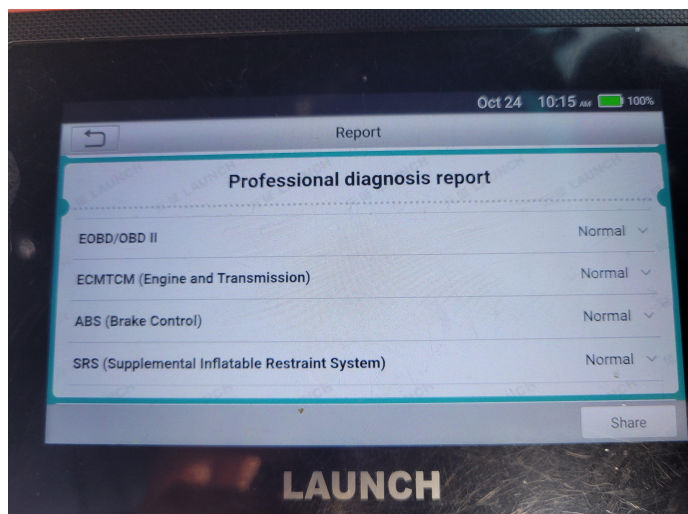 Oct 24 10:15 AM 100%
Report
Professional diagnosis report
EOBD/OBD II Normal
ECMTCM (Engine and Transmission) Normal
ABS (Brake Control) Normal
SRS (Supplemental Inflatable Restraint System) Normal
Share
LAUNCH